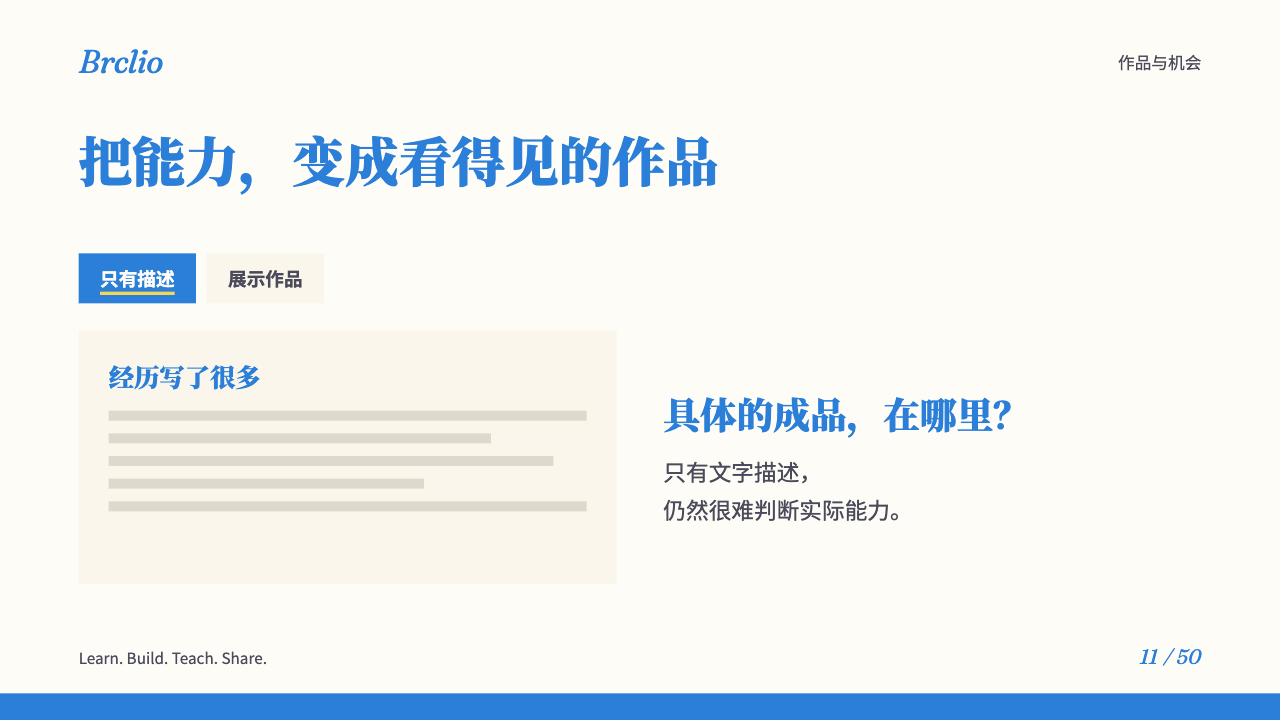 Brclio
作品与机会
把能力，变成看得见的作品
只有描述
展示作品
经历写了很多
具体的成品，在哪里？
只有文字描述，
仍然很难判断实际能力。
Learn. Build. Teach. Share.
11 / 50